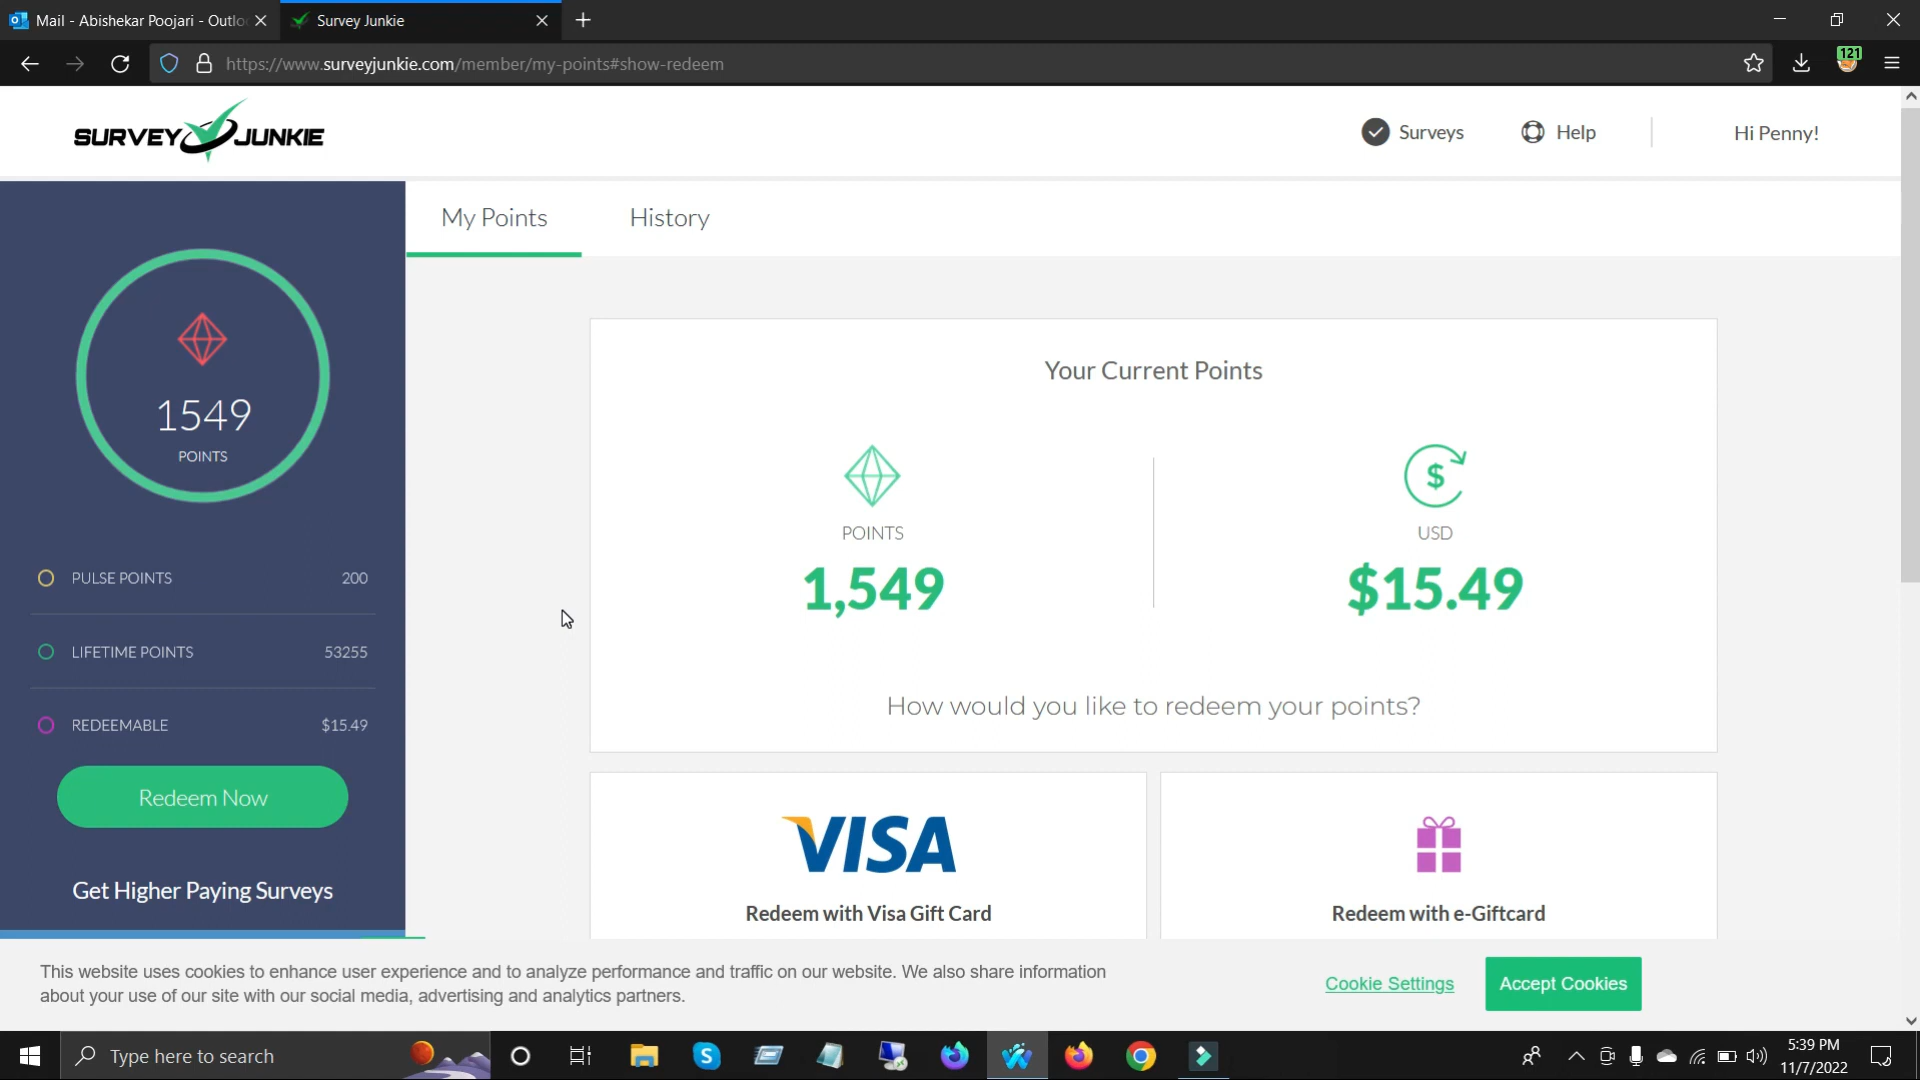 Mail - Abishekar Poojari - Outlo
Survey Junkie
https://www.surveyjunkie.com/member/my-points#show-redeem
121
SURVEY JUNKIE
Surveys
Help
Hi Penny!
My Points
History
1549
POINTS
PULSE POINTS 200
LIFETIME POINTS 53255
REDEEMABLE $15.49
Redeem Now
Get Higher Paying Surveys
Your Current Points
POINTS
1,549
$
USD
$15.49
How would you like to redeem your points?
VISA
Redeem with Visa Gift Card
Redeem with e-Giftcard
This website uses cookies to enhance user experience and to analyze performance and traffic on our website. We also share information
about your use of our site with our social media, advertising and analytics partners.
Cookie Settings
Accept Cookies
Type here to search
5:39 PM
11/7/2022